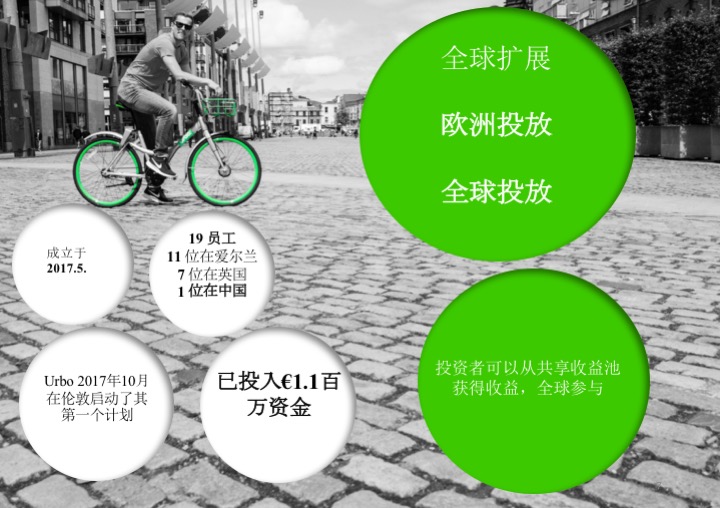 全球扩展
欧洲投放
全球投放
成立于
2017.5.
19 员工
11 位在爱尔兰
7 位在英国
1 位在中国
Urbo 2017年10月
在伦敦启动了其
第一个计划
已投入€1.1百
万资金
投资者可以从共享收益池
获得收益，全球参与